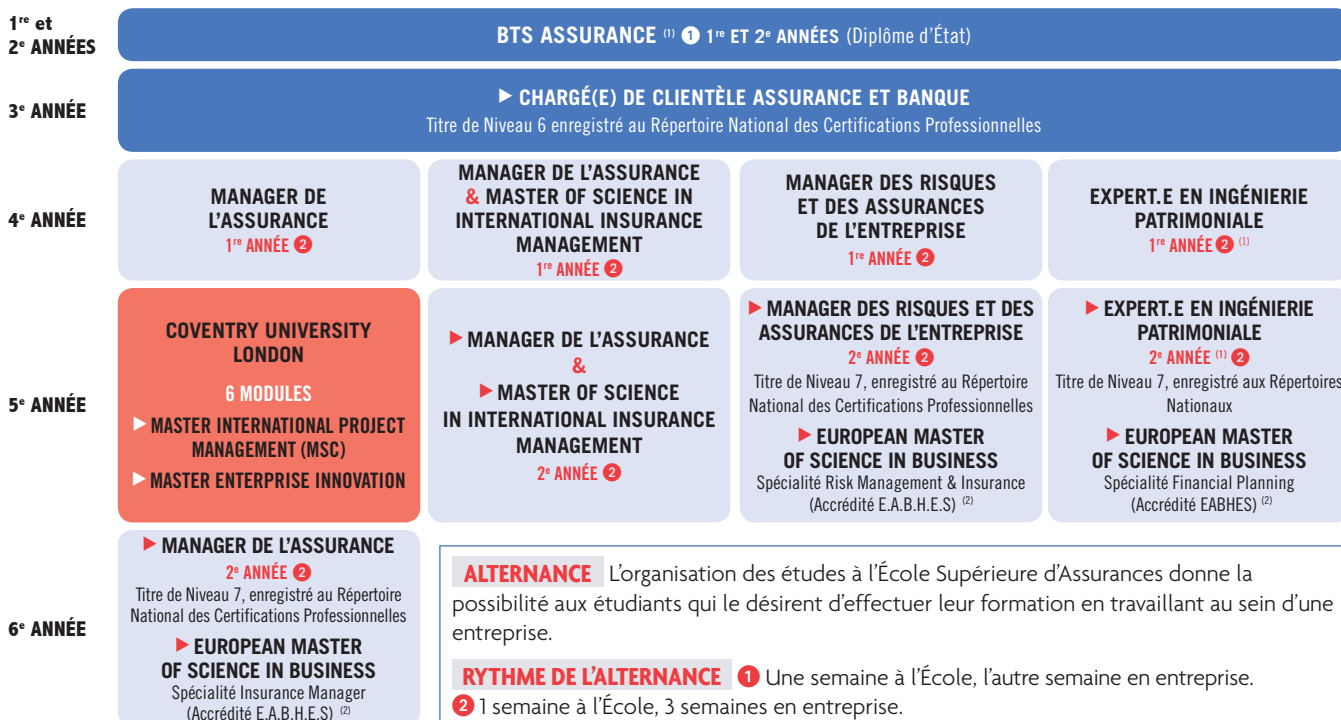 1re et
2e ANNÉES
BTS ASSURANCE (1) ❶ 1re ET 2e ANNÉES (Diplôme d'État)
3e ANNÉE
▶ CHARGÉ(E) DE CLIENTÈLE ASSURANCE ET BANQUE
Titre de Niveau 6 enregistré au Répertoire National des Certifications Professionnelles
4e ANNÉE
MANAGER DE
L'ASSURANCE
1re ANNÉE ❷
MANAGER DE L'ASSURANCE
& MASTER OF SCIENCE IN
INTERNATIONAL INSURANCE
MANAGEMENT
1re ANNÉE ❷
MANAGER DES RISQUES
ET DES ASSURANCES
DE L'ENTREPRISE
1re ANNÉE ❷
EXPERT.E EN INGÉNIERIE
PATRIMONIALE
1re ANNÉE ❷ (1)
5e ANNÉE
COVENTRY UNIVERSITY
LONDON
6 MODULES
▶ MASTER INTERNATIONAL PROJECT
MANAGEMENT (MSC)
▶ MASTER ENTERPRISE INNOVATION
▶ MANAGER DE L'ASSURANCE
&
▶ MASTER OF SCIENCE
IN INTERNATIONAL INSURANCE
MANAGEMENT
2e ANNÉE ❷
▶ MANAGER DES RISQUES ET DES
ASSURANCES DE L'ENTREPRISE
2e ANNÉE ❷
Titre de Niveau 7, enregistré au Répertoire
National des Certifications Professionnelles
▶ EUROPEAN MASTER
OF SCIENCE IN BUSINESS
Spécialité Risk Management & Insurance
(Accrédité E.A.B.H.E.S) (2)
▶ EXPERT.E EN INGÉNIERIE
PATRIMONIALE
2e ANNÉE (1) ❷
Titre de Niveau 7, enregistré aux Répertoires
Nationaux
▶ EUROPEAN MASTER
OF SCIENCE IN BUSINESS
Spécialité Financial Planning
(Accrédité EABHES) (2)
6e ANNÉE
▶ MANAGER DE L'ASSURANCE
2e ANNÉE ❷
Titre de Niveau 7, enregistré au Répertoire
National des Certifications Professionnelles
▶ EUROPEAN MASTER
OF SCIENCE IN BUSINESS
Spécialité Insurance Manager
(Accrédité E.A.B.H.E.S) (2)
ALTERNANCE L'organisation des études à l'École Supérieure d'Assurances donne la
possibilité aux étudiants qui le désirent d'effectuer leur formation en travaillant au sein d'une
entreprise.
RYTHME DE L'ALTERNANCE ❶ Une semaine à l'École, l'autre semaine en entreprise.
❷ 1 semaine à l'École, 3 semaines en entreprise.